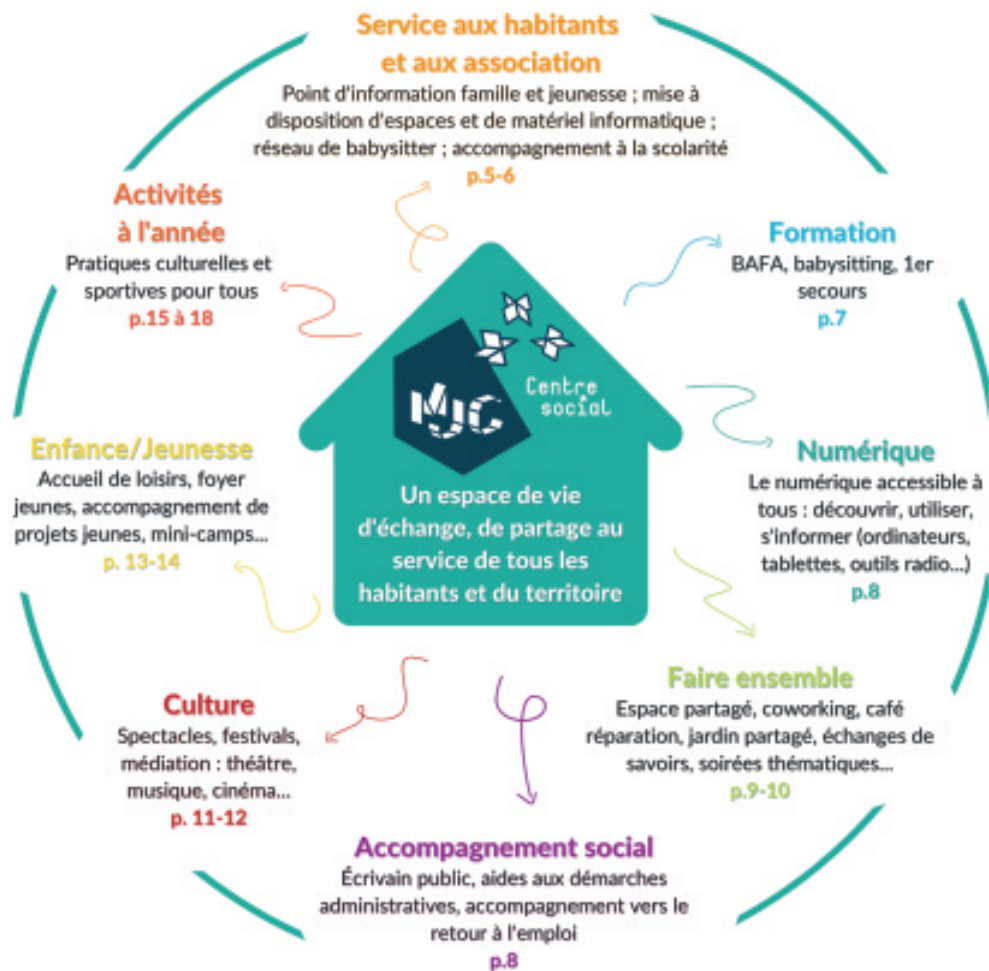 Service aux habitants
et aux association
Point d'information famille et jeunesse ; mise à
disposition d'espaces et de matériel informatique ;
réseau de babysitter ; accompagnement à la scolarité
p.5-6
Activités
à l'année
Pratiques culturelles et
sportives pour tous
p.15 à 18
Formation
BAFA, babysitting, 1er
secours
p.7
MJC
Centre
social
Un espace de vie
d'échange, de partage au
service de tous les
habitants et du territoire
Enfance/Jeunesse
Accueil de loisirs, foyer
jeunes, accompagnement de
projets jeunes, mini-camps...
p. 13-14
Numérique
Le numérique accessible à
tous : découvrir, utiliser,
s'informer (ordinateurs,
tablettes, outils radio...)
p.8
Culture
Spectacles, festivals,
médiation : théâtre,
musique, cinéma...
p. 11-12
Faire ensemble
Espace partagé, coworking, café
réparation, jardin partagé, échanges de
savoirs, soirées thématiques...
p.9-10
Accompagnement social
Écrivain public, aides aux démarches
administratives, accompagnement vers le
retour à l'emploi
p.8